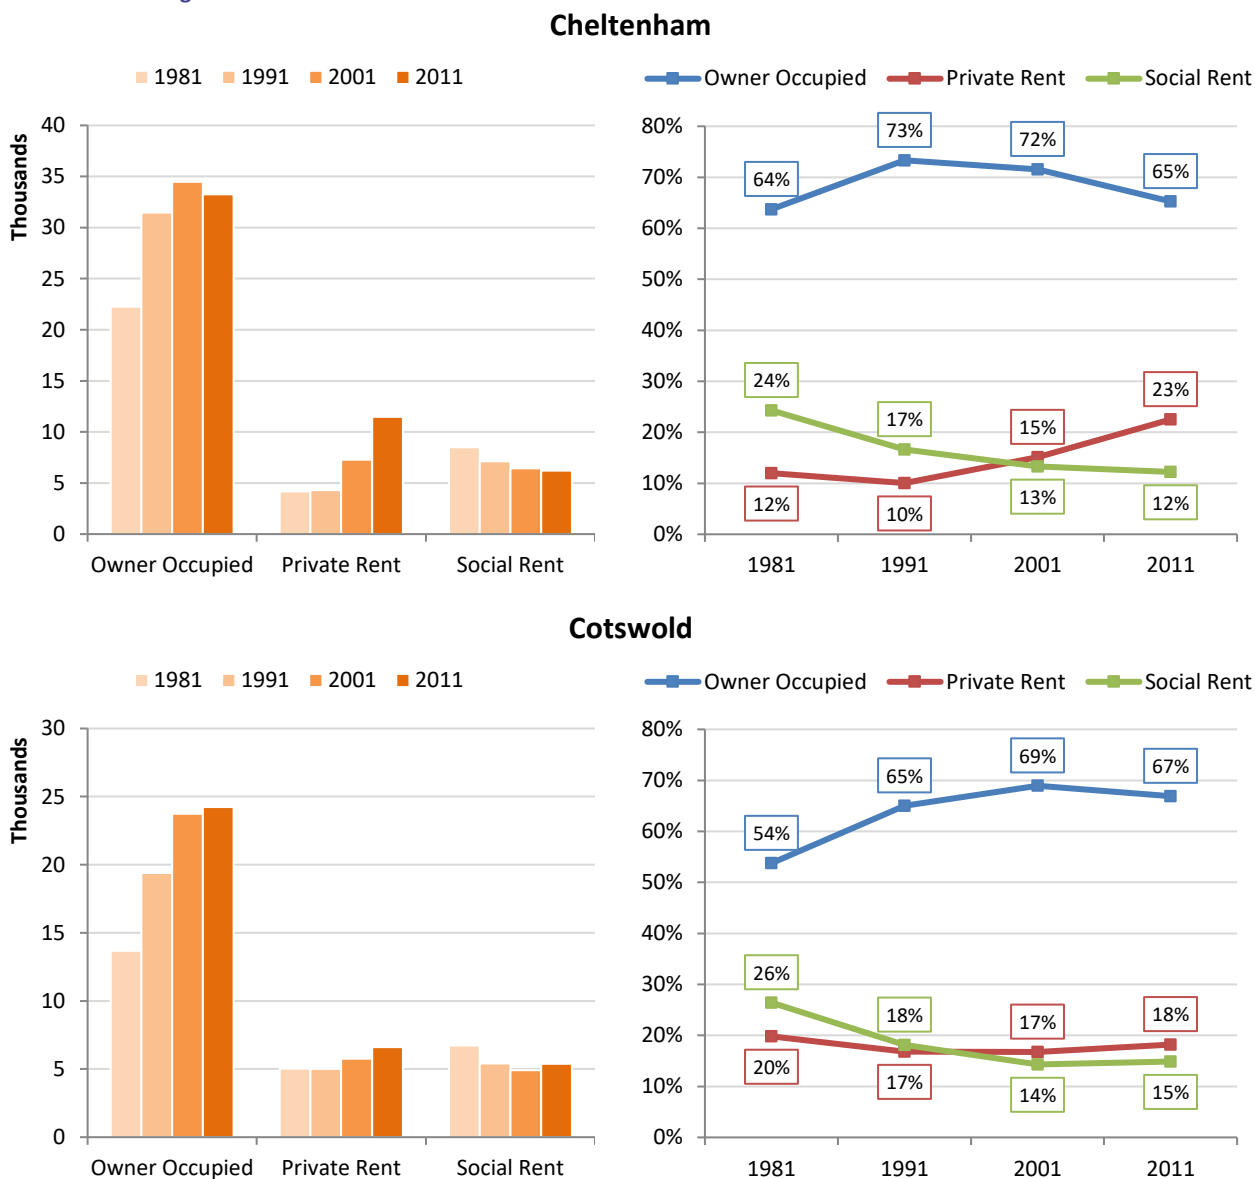 Cheltenham
1981 1991 2001 2011
Thousands
40
35
30
25
20
15
10
5
0
Owner Occupied Private Rent Social Rent
Owner Occupied Private Rent Social Rent
80%
70%
60%
50%
40%
30%
20%
10%
0%
64% 73% 72% 65%
24% 17% 15% 23%
12% 10% 13% 12%
1981 1991 2001 2011
Cotswold
1981 1991 2001 2011
Thousands
30
25
20
15
10
5
0
Owner Occupied Private Rent Social Rent
Owner Occupied Private Rent Social Rent
80%
70%
60%
50%
40%
30%
20%
10%
0%
54% 65% 69% 67%
26% 18% 17% 18%
20% 17% 14% 15%
1981 1991 2001 2011